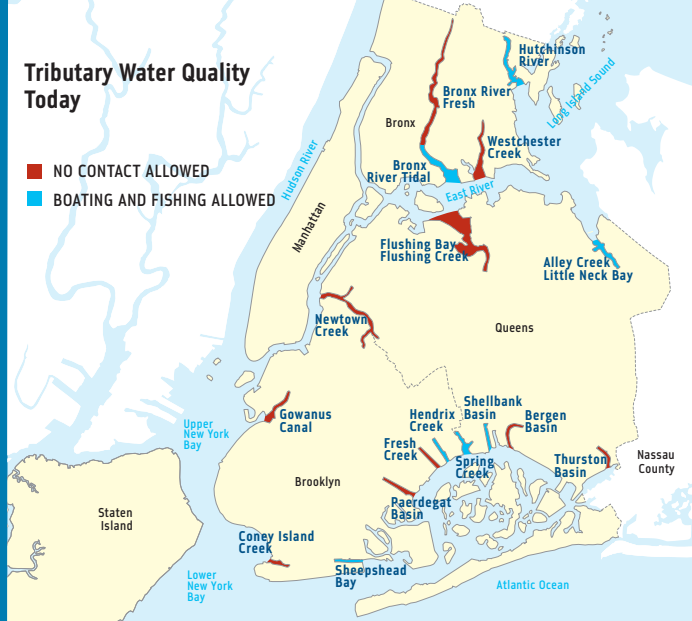 Tributary Water Quality
Today
NO CONTACT ALLOWED
BOATING AND FISHING ALLOWED
Hutchinson
River
Long Island Sound
Bronx River
Fresh
Bronx
Westchester
Creek
Bronx
River Tidal
East River
Hudson River
Manhattan
Flushing Bay
Flushing Creek
Alley Creek
Little Neck Bay
Newtown
Creek
Queens
Gowanus
Canal
Upper
New York
Bay
Hendrix
Creek
Shellbank
Basin
Bergen
Basin
Fresh
Creek
Spring
Creek
Thurston
Basin
Nassau
County
Brooklyn
Paerdegat
Basin
Staten
Island
Coney Island
Creek
Sheepshead
Bay
Lower
New York
Bay
Atlantic Ocean